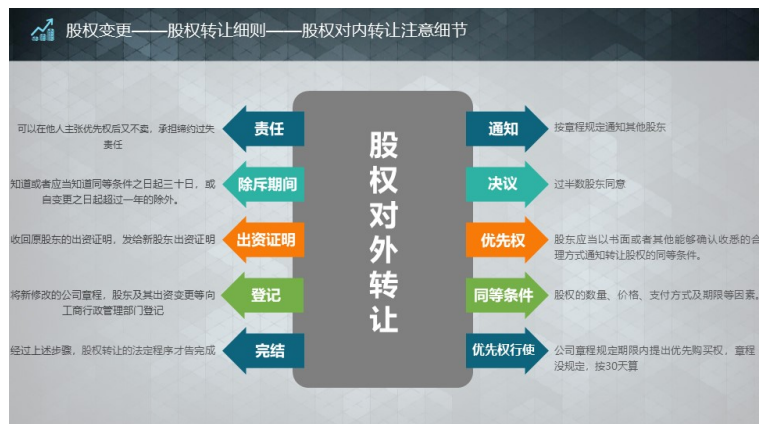 股权变更——股权转让细则——股权对内转让注意细节
股权对外转让
责任
可以在他人主张优先权后又不卖，承担缔约过失
责任
除斥期间
知道或者应当知道同等条件之日起三十日，或
自变更之日起超过一年的除外。
出资证明
收回原股东的出资证明，发给新股东出资证明
登记
将新修改的公司章程，股东及其出资变更等向
工商行政管理部门登记
完结
经过上述步骤，股权转让的法定程序才告完成
通知
按章程规定通知其他股东
决议
过半数股东同意
优先权
股东应当以书面或者其他能够确认收悉的合
理方式通知转让股权的同等条件。
同等条件
股权的数量、价格、支付方式及期限等因素。
优先权行使
公司章程规定期限内提出优先购买权，章程
没规定，按30天算